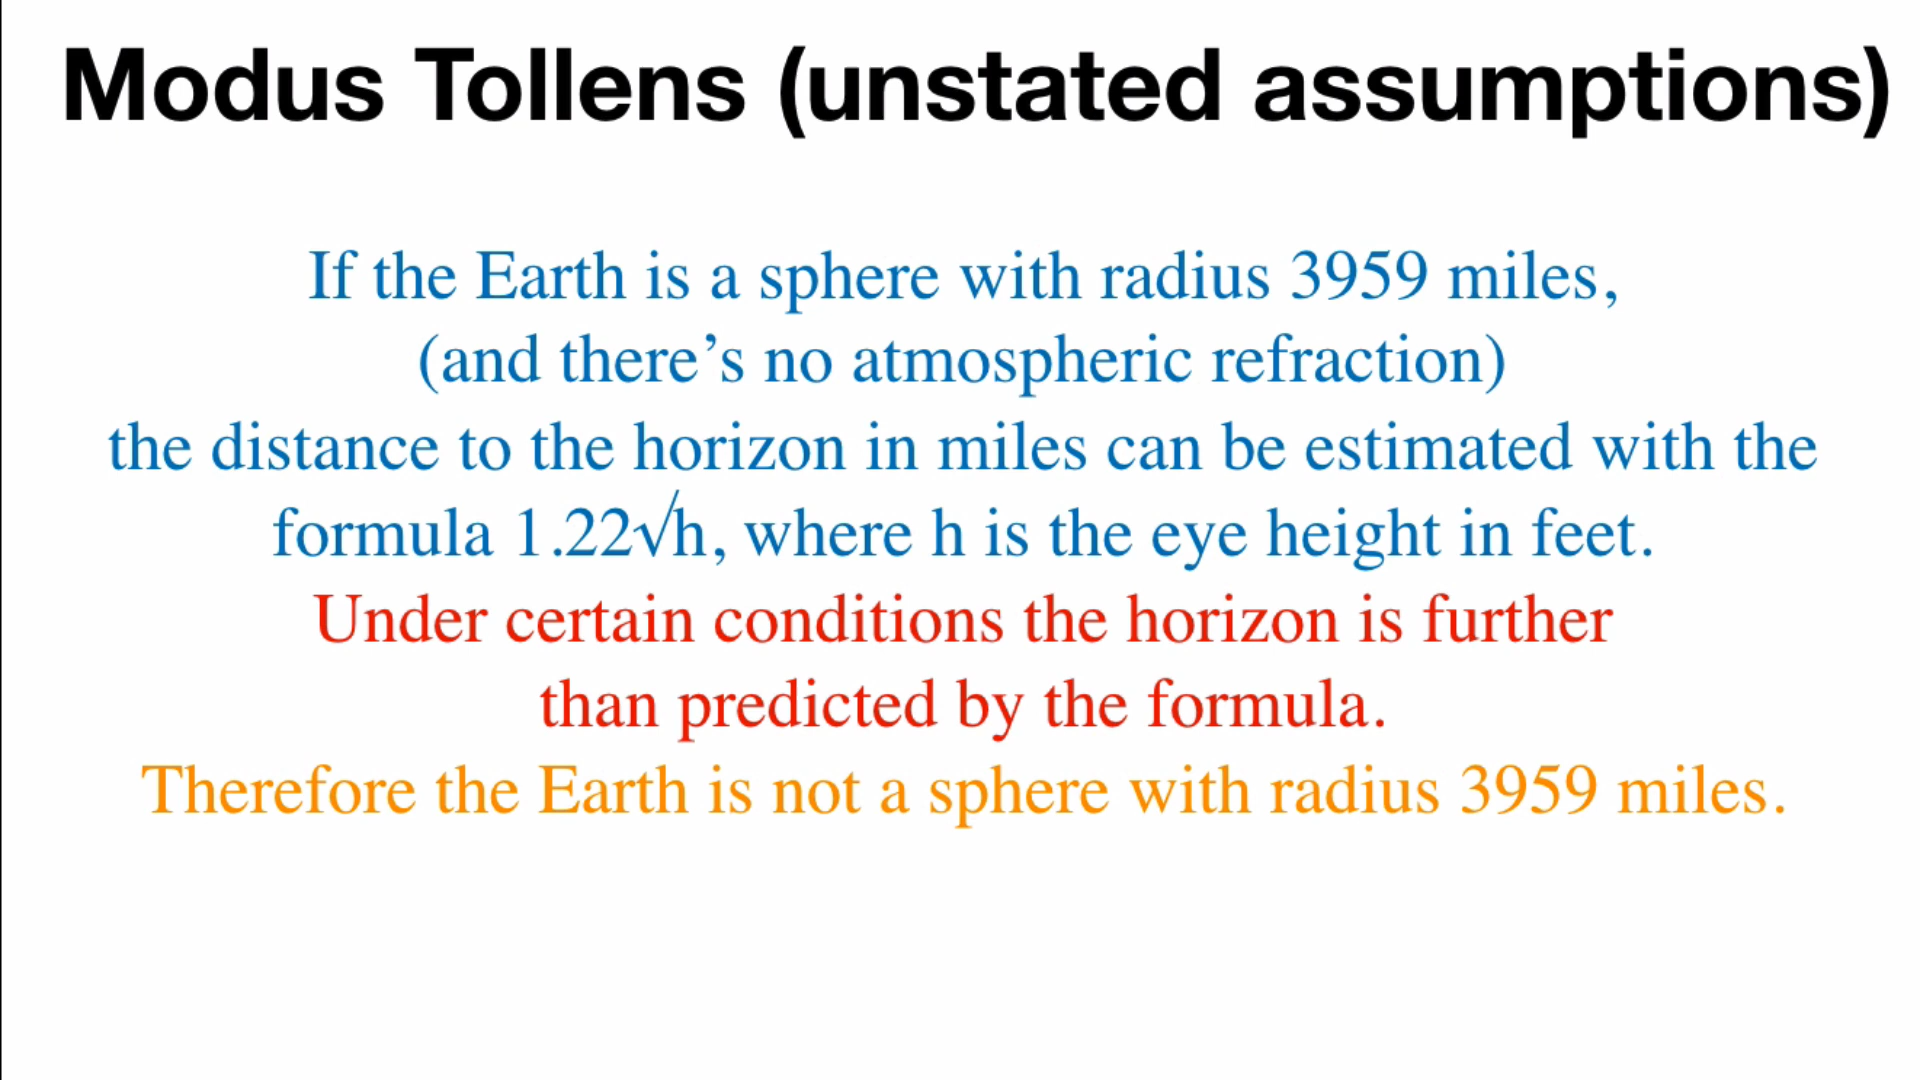 Modus Tollens (unstated assumptions)
If the Earth is a sphere with radius 3959 miles,
(and there’s no atmospheric refraction)
the distance to the horizon in miles can be estimated with the
formula 1.22√h, where h is the eye height in feet.
Under certain conditions the horizon is further
than predicted by the formula.
Therefore the Earth is not a sphere with radius 3959 miles.